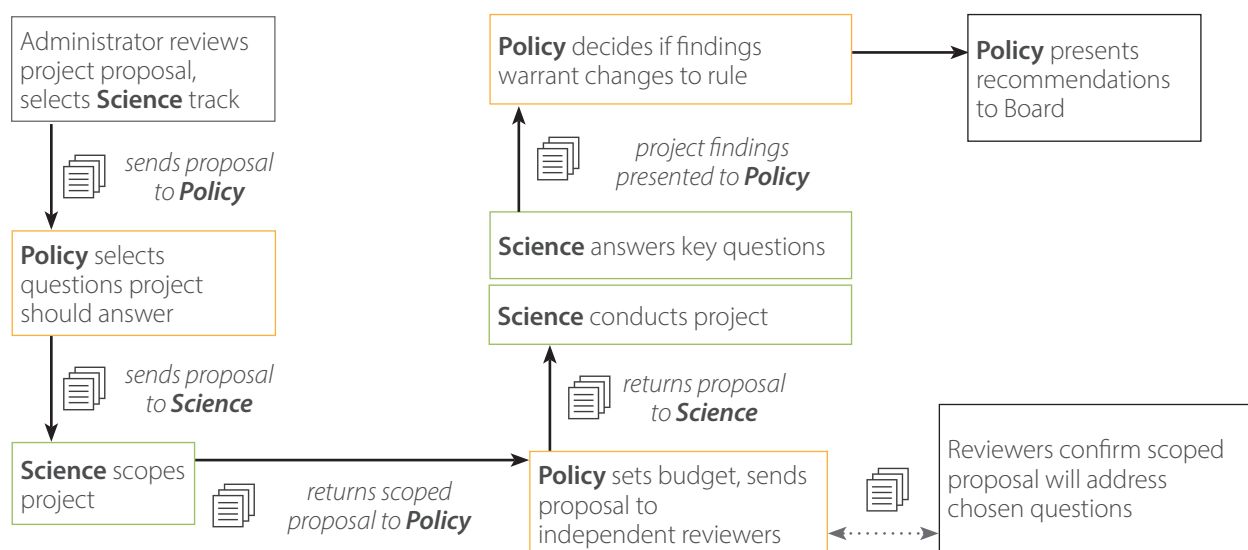 Administrator reviews
project proposal,
selects Science track
sends proposal
to Policy
Policy selects
questions project
should answer
sends proposal
to Science
Science scopes
project
returns scoped
proposal to Policy
Policy sets budget, sends
proposal to
independent reviewers
Reviewers confirm scoped
proposal will address
chosen questions
returns proposal
to Science
Science conducts project
Science answers key questions
project findings
presented to Policy
Policy decides if findings
warrant changes to rule
Policy presents
recommendations
to Board